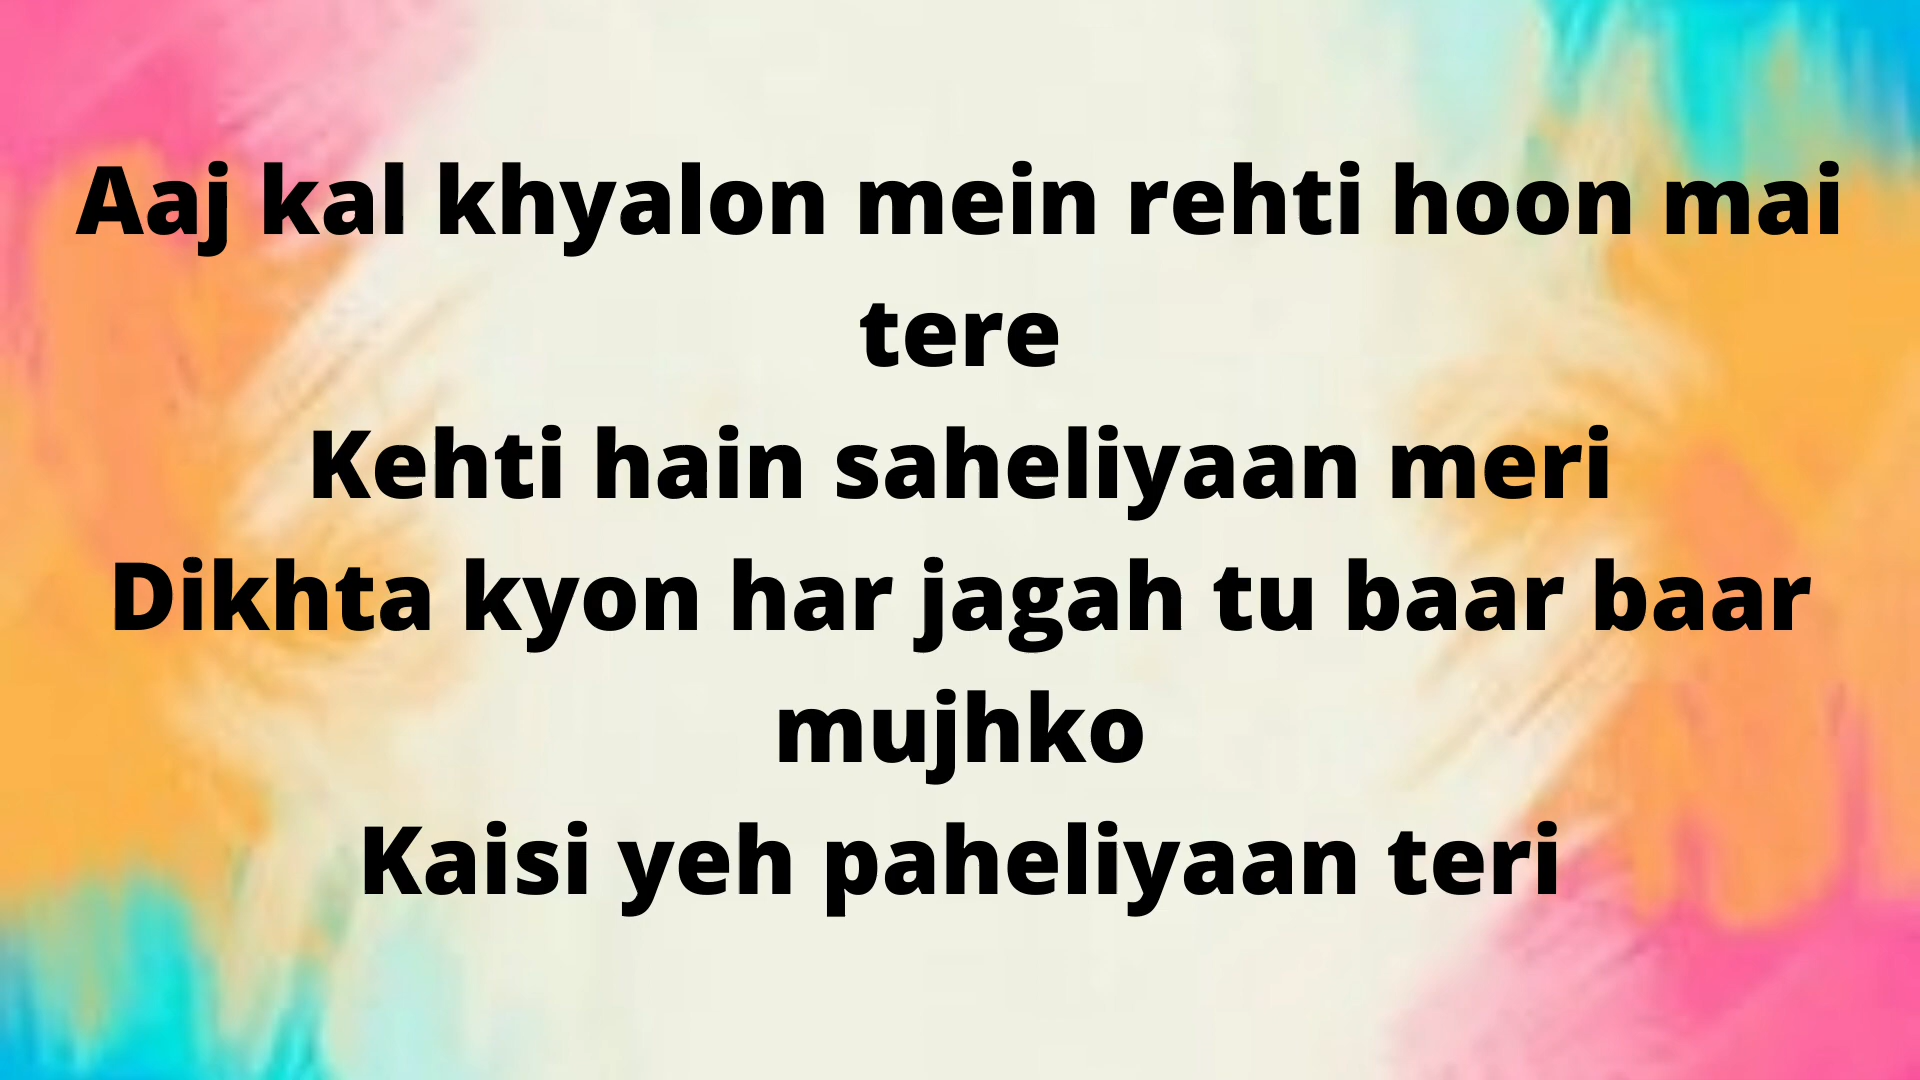 Aaj kal khyalon mein rehti hoon mai
tere
Kehti hain saheliyaan meri
Dikhta kyon har jagah tu baar baar
mujhko
Kaisi yeh paheliyaan teri